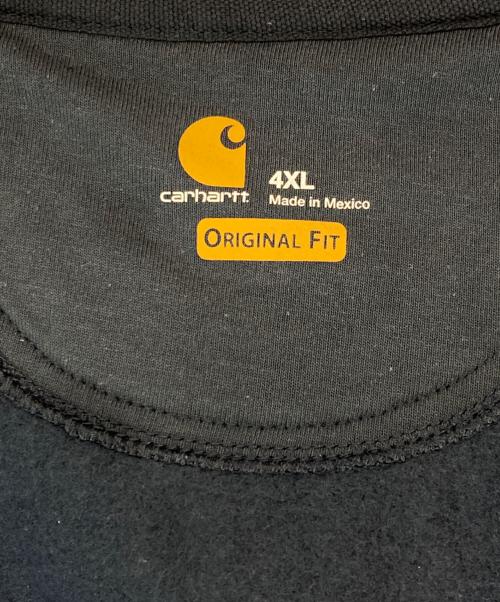 carhartt
4XL
Made in Mexico
ORIGINAL FIT